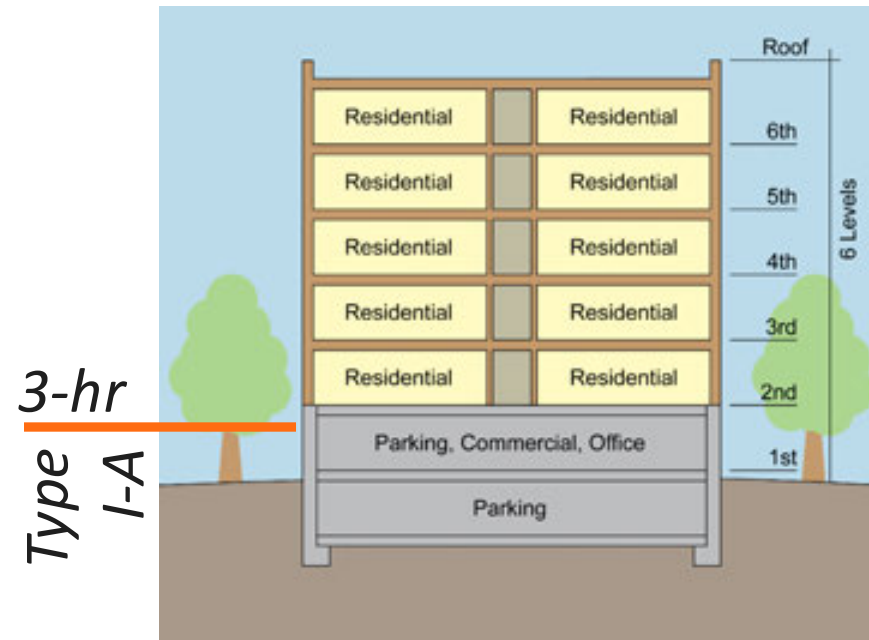 Roof
Residential Residential
6th
Residential Residential
5th
Residential Residential
4th
Residential Residential
3rd
Residential Residential
2nd
6 Levels
3-hr
Type
I-A
Parking, Commercial, Office
1st
Parking